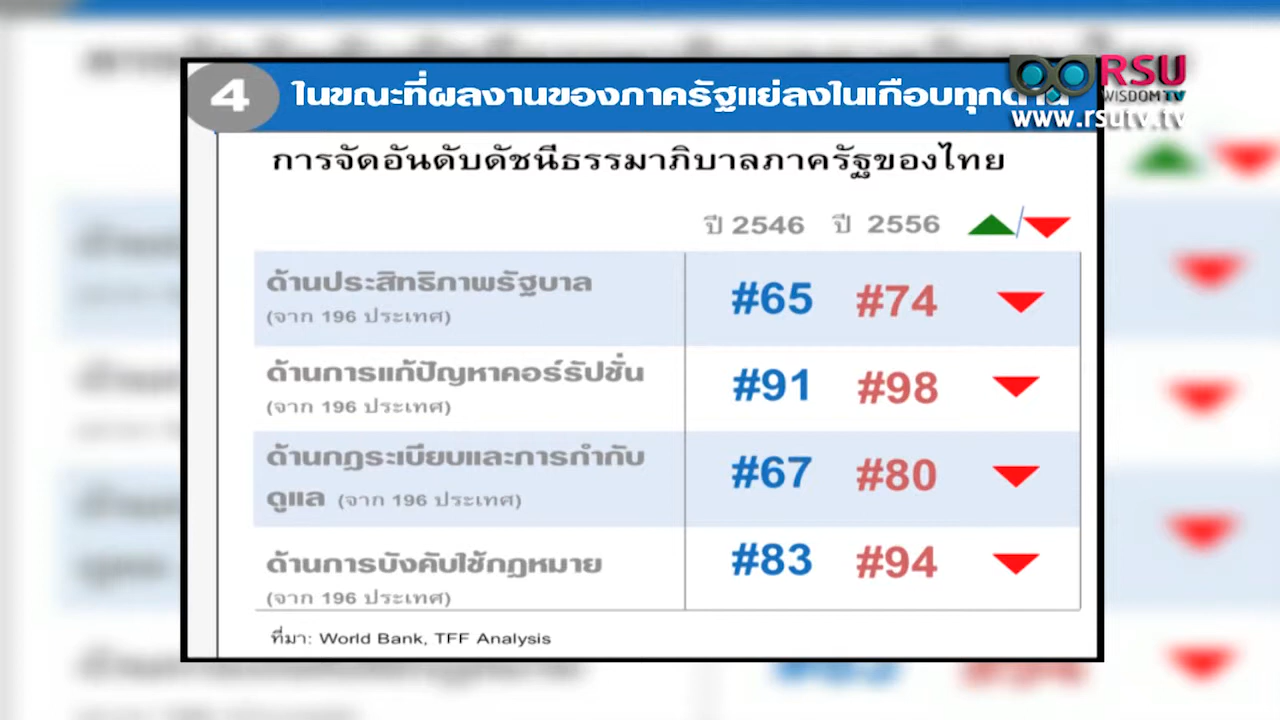 4 ในขณะที่ผลงานของภาครัฐแย่ลงในเกือบทุกด้าน
RSU
WISDOM TV
www.rsutv.tv
การจัดอันดับดัชนีธรรมาภิบาลภาครัฐของไทย
ปี 2546 ปี 2556
ด้านประสิทธิภาพรัฐบาล #65 #74
(จาก 196 ประเทศ)
ด้านการแก้ปัญหาคอร์รัปชั่น #91 #98
(จาก 196 ประเทศ)
ด้านกฎระเบียบและการกำกับ
ดูแล (จาก 196 ประเทศ) #67 #80
ด้านการบังคับใช้กฎหมาย #83 #94
(จาก 196 ประเทศ)
ที่มา: World Bank, TFF Analysis